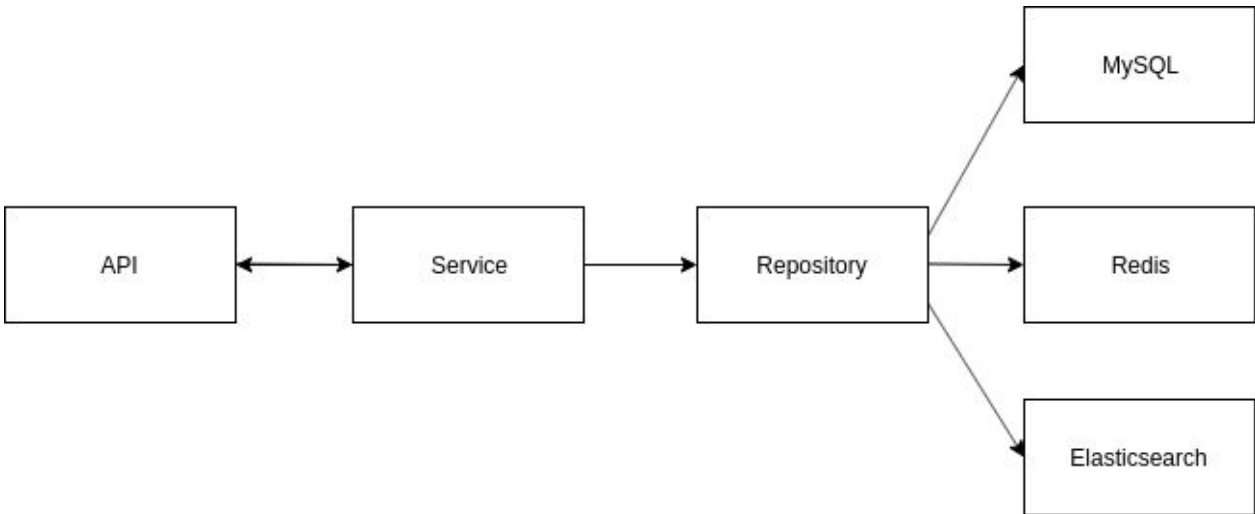 MySQL
API
Service
Repository
Redis
Elasticsearch